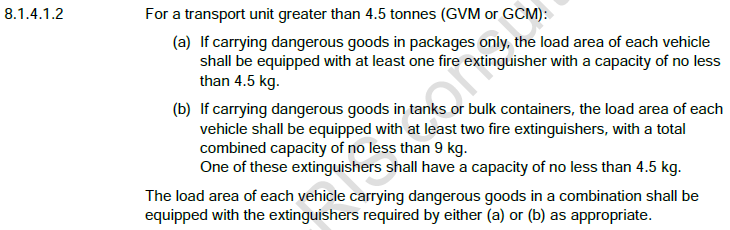 8.1.4.1.2 For a transport unit greater than 4.5 tonnes (GVM or GCM):
(a) If carrying dangerous goods in packages only, the load area of each vehicle
shall be equipped with at least one fire extinguisher with a capacity of no less
than 4.5 kg.
(b) If carrying dangerous goods in tanks or bulk containers, the load area of each
vehicle shall be equipped with at least two fire extinguishers, with a total
combined capacity of no less than 9 kg.
One of these extinguishers shall have a capacity of no less than 4.5 kg.
The load area of each vehicle carrying dangerous goods in a combination shall be
equipped with the extinguishers required by either (a) or (b) as appropriate.
RIS consult